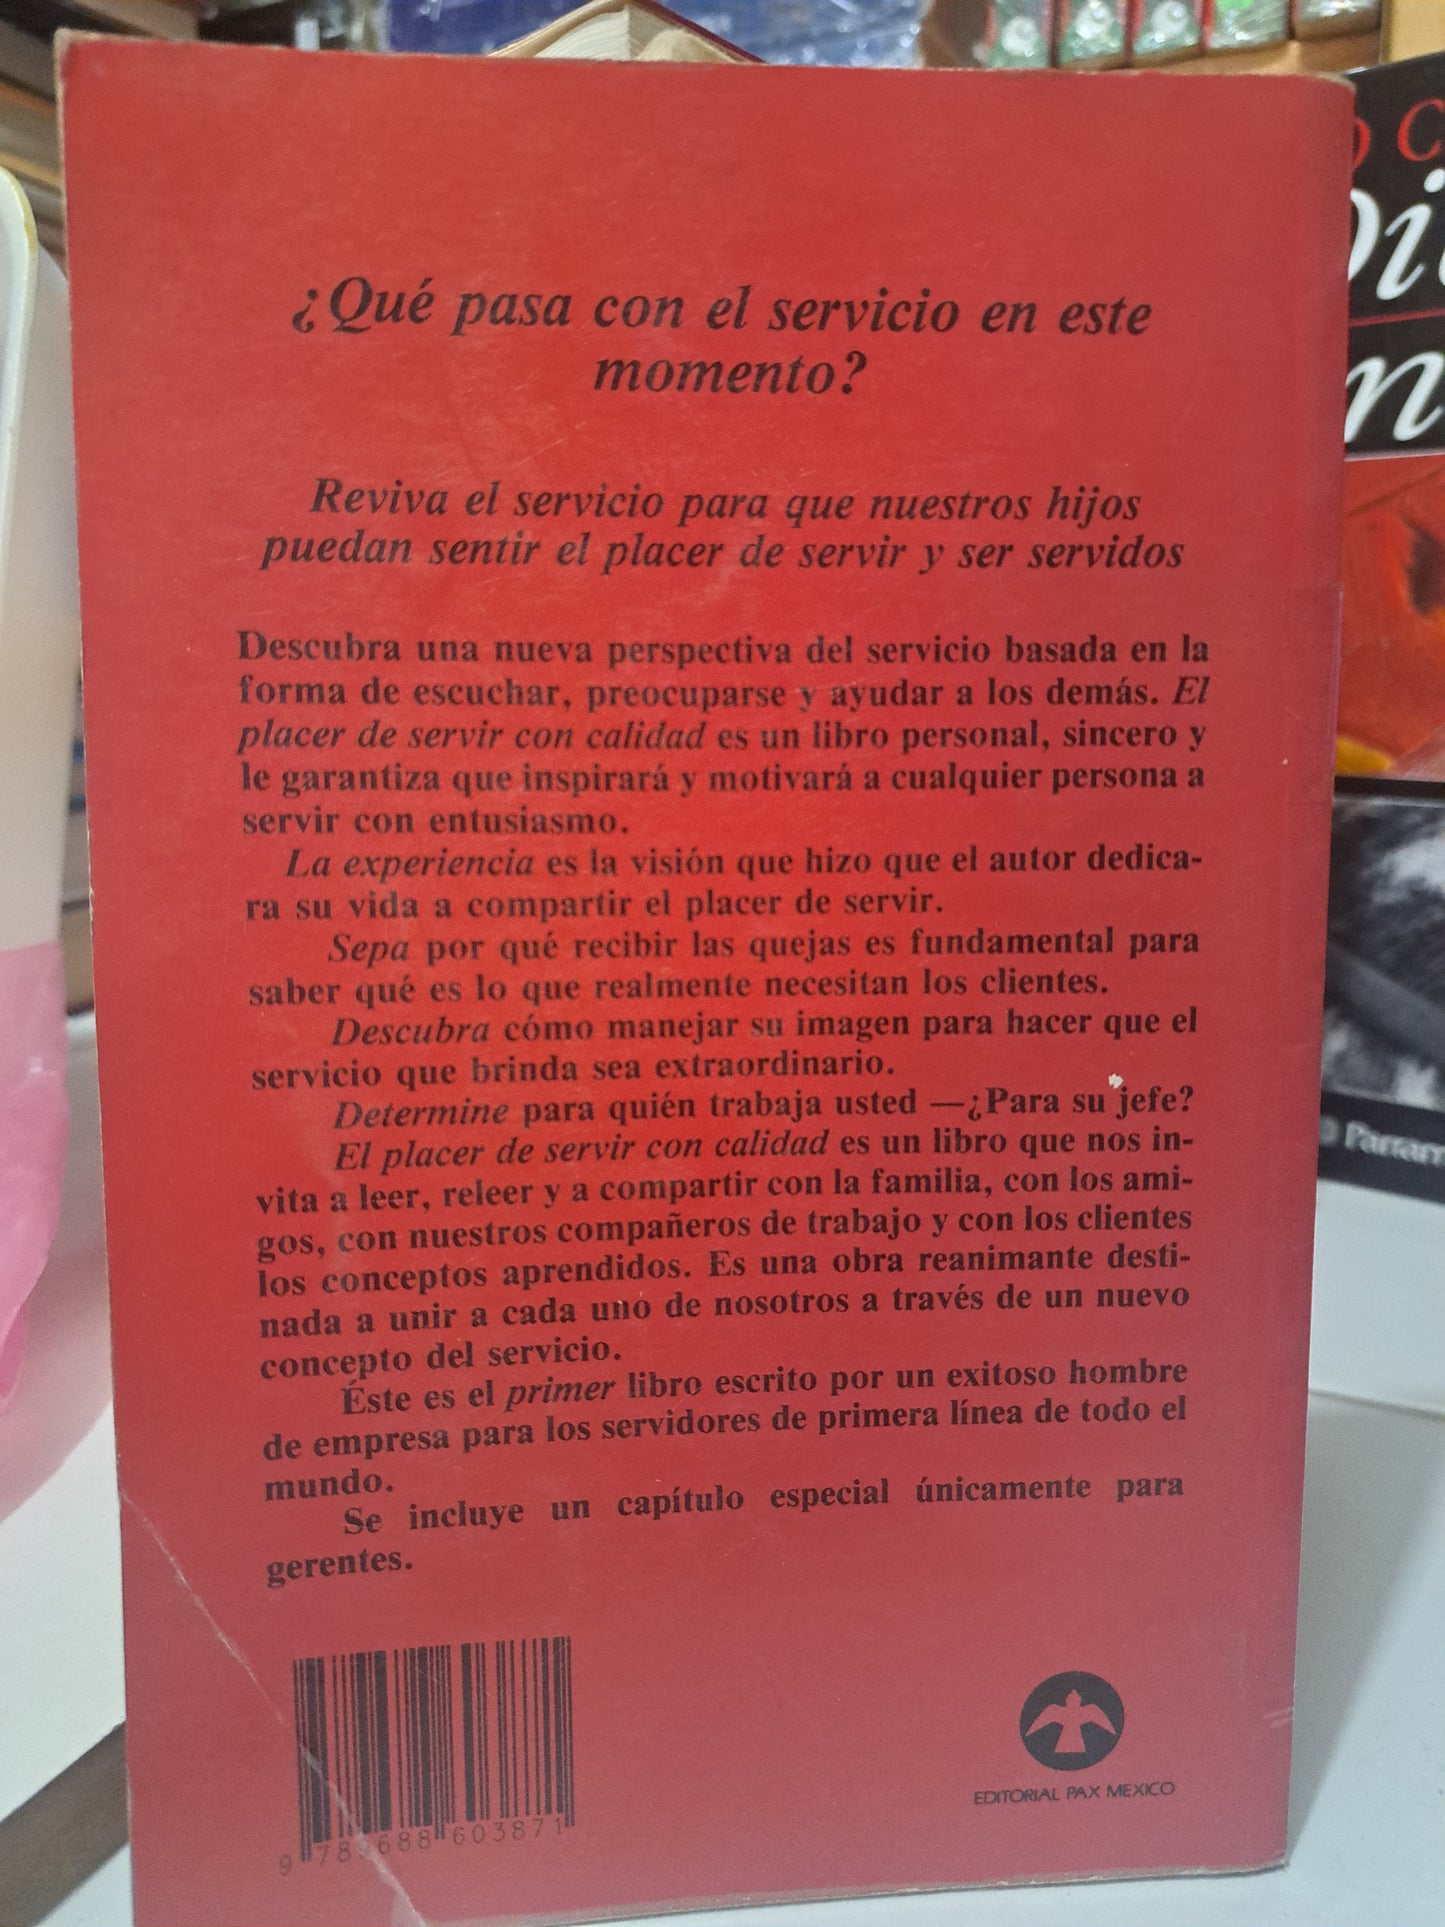 ¿Qué pasa con el servicio en este
momento?
Reviva el servicio para que nuestros hijos
puedan sentir el placer de servir y ser servidos
Descubra una nueva perspectiva del servicio basada en la
forma de escuchar, preocuparse y ayudar a los demás. El
placer de servir con calidad es un libro personal, sincero y
le garantiza que inspirará y motivará a cualquier persona a
servir con entusiasmo.
La experiencia es la visión que hizo que el autor dedica-
ra su vida a compartir el placer de servir.
Sepa por qué recibir las quejas es fundamental para
saber qué es lo que realmente necesitan los clientes.
Descubra cómo manejar su imagen para hacer que el
servicio que brinda sea extraordinario.
Determine para quién trabaja usted —¿Para su jefe?
El placer de servir con calidad es un libro que nos in-
vita a leer, releer y a compartir con la familia, con los ami-
gos, con nuestros compañeros de trabajo y con los clientes
los conceptos aprendidos. Es una obra reanimante desti-
nada a unir a cada uno de nosotros a través de un nuevo
concepto del servicio.
Éste es el primer libro escrito por un exitoso hombre
de empresa para los servidores de primera línea de todo el
mundo.
Se incluye un capítulo especial únicamente para
gerentes.
9 789688 603871
EDITORIAL PAX MEXICO